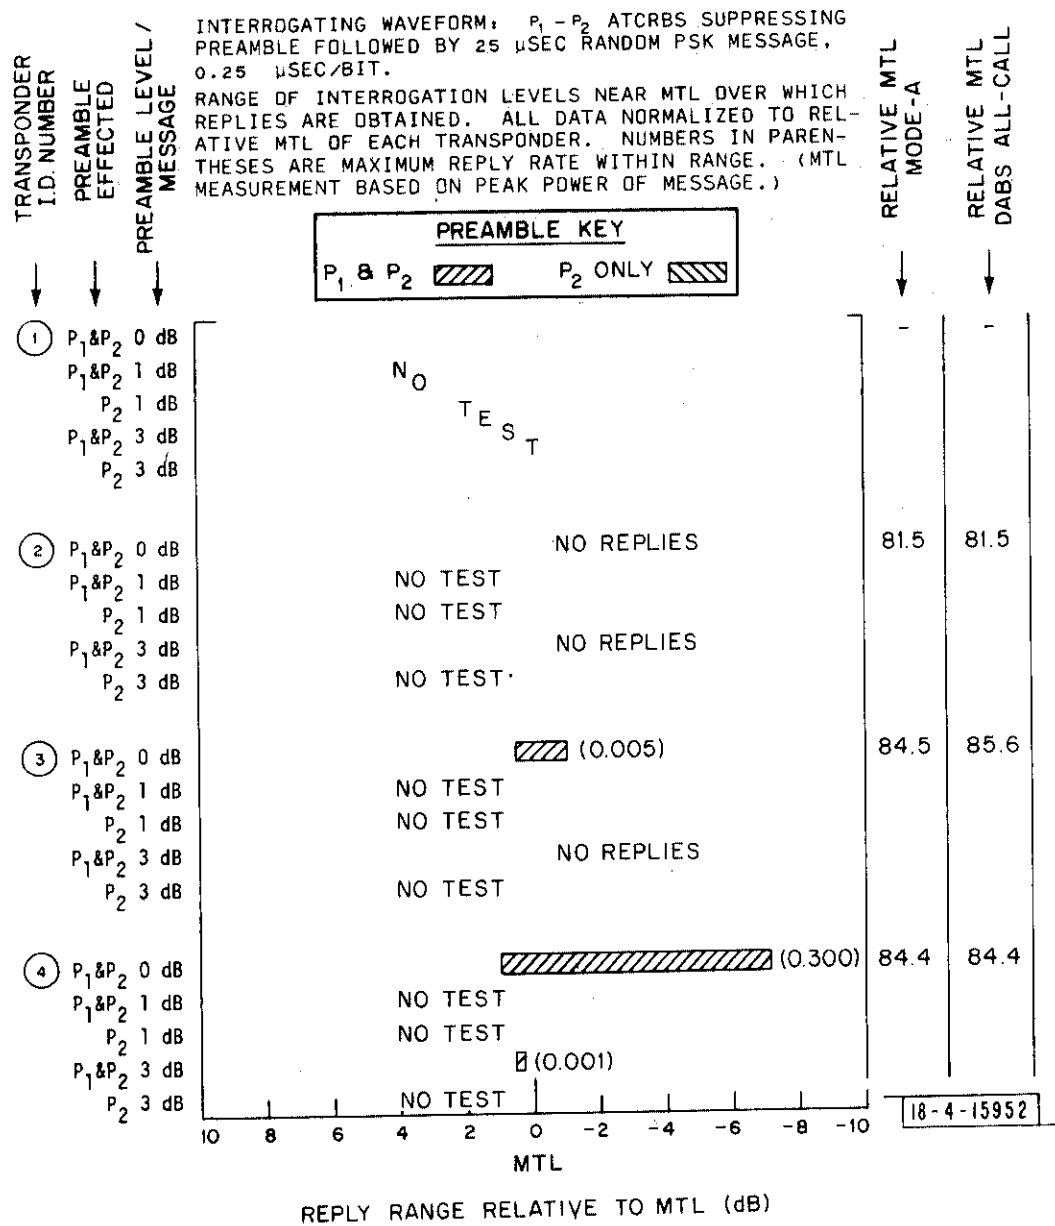 TRANSPONDER I.D. NUMBER
PREAMBLE EFFECTED
PREAMBLE LEVEL / MESSAGE
INTERROGATING WAVEFORM: P1 - P2 ATCRBS SUPPRESSING
PREAMBLE FOLLOWED BY 25 µSEC RANDOM PSK MESSAGE,
0.25 µSEC/BIT.
RANGE OF INTERROGATION LEVELS NEAR MTL OVER WHICH
REPLIES ARE OBTAINED. ALL DATA NORMALIZED TO REL-
ATIVE MTL OF EACH TRANSPONDER. NUMBERS IN PAREN-
THESES ARE MAXIMUM REPLY RATE WITHIN RANGE. (MTL
MEASUREMENT BASED ON PEAK POWER OF MESSAGE.)
RELATIVE MTL MODE-A
RELATIVE MTL DABS ALL-CALL
PREAMBLE KEY
P1 & P2 P2 ONLY
1 P1&P2 0 dB - -
P1&P2 1 dB
P2 1 dB
P1&P2 3 dB
P2 3 dB
NO TEST
2 P1&P2 0 dB NO REPLIES 81.5 81.5
P1&P2 1 dB NO TEST
P2 1 dB NO TEST
P1&P2 3 dB NO REPLIES
P2 3 dB NO TEST
3 P1&P2 0 dB (0.005) 84.5 85.6
P1&P2 1 dB NO TEST
P2 1 dB NO TEST
P1&P2 3 dB NO REPLIES
P2 3 dB NO TEST
4 P1&P2 0 dB (0.300) 84.4 84.4
P1&P2 1 dB NO TEST
P2 1 dB NO TEST
P1&P2 3 dB (0.001)
P2 3 dB NO TEST
18-4-15952
10 8 6 4 2 0 -2 -4 -6 -8 -10
MTL
REPLY RANGE RELATIVE TO MTL (dB)